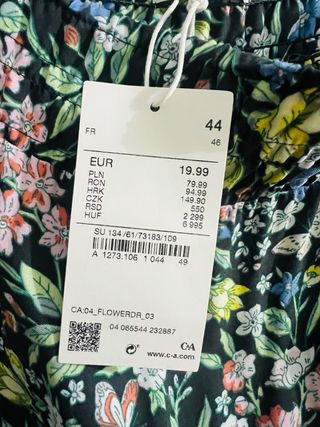 44
FR 46
EUR 19.99
PLN 79.99
RON 94.99
HRK 149.90
CZK 550
RSD 2 299
HUF 6 995
SU 134/61/73183/109
A 1273.106 1 044 49
CA:04_FLOWERDR_03
04 065544 232887
C&A
www.c-a.com